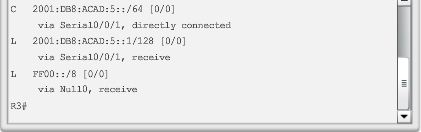 C   2001:DB8:ACAD:5::/64 [0/0]
     via Serial0/0/1, directly connected
L   2001:DB8:ACAD:5::1/128 [0/0]
     via Serial0/0/1, receive
L   FF00::/8 [0/0]
     via Null0, receive
R3#